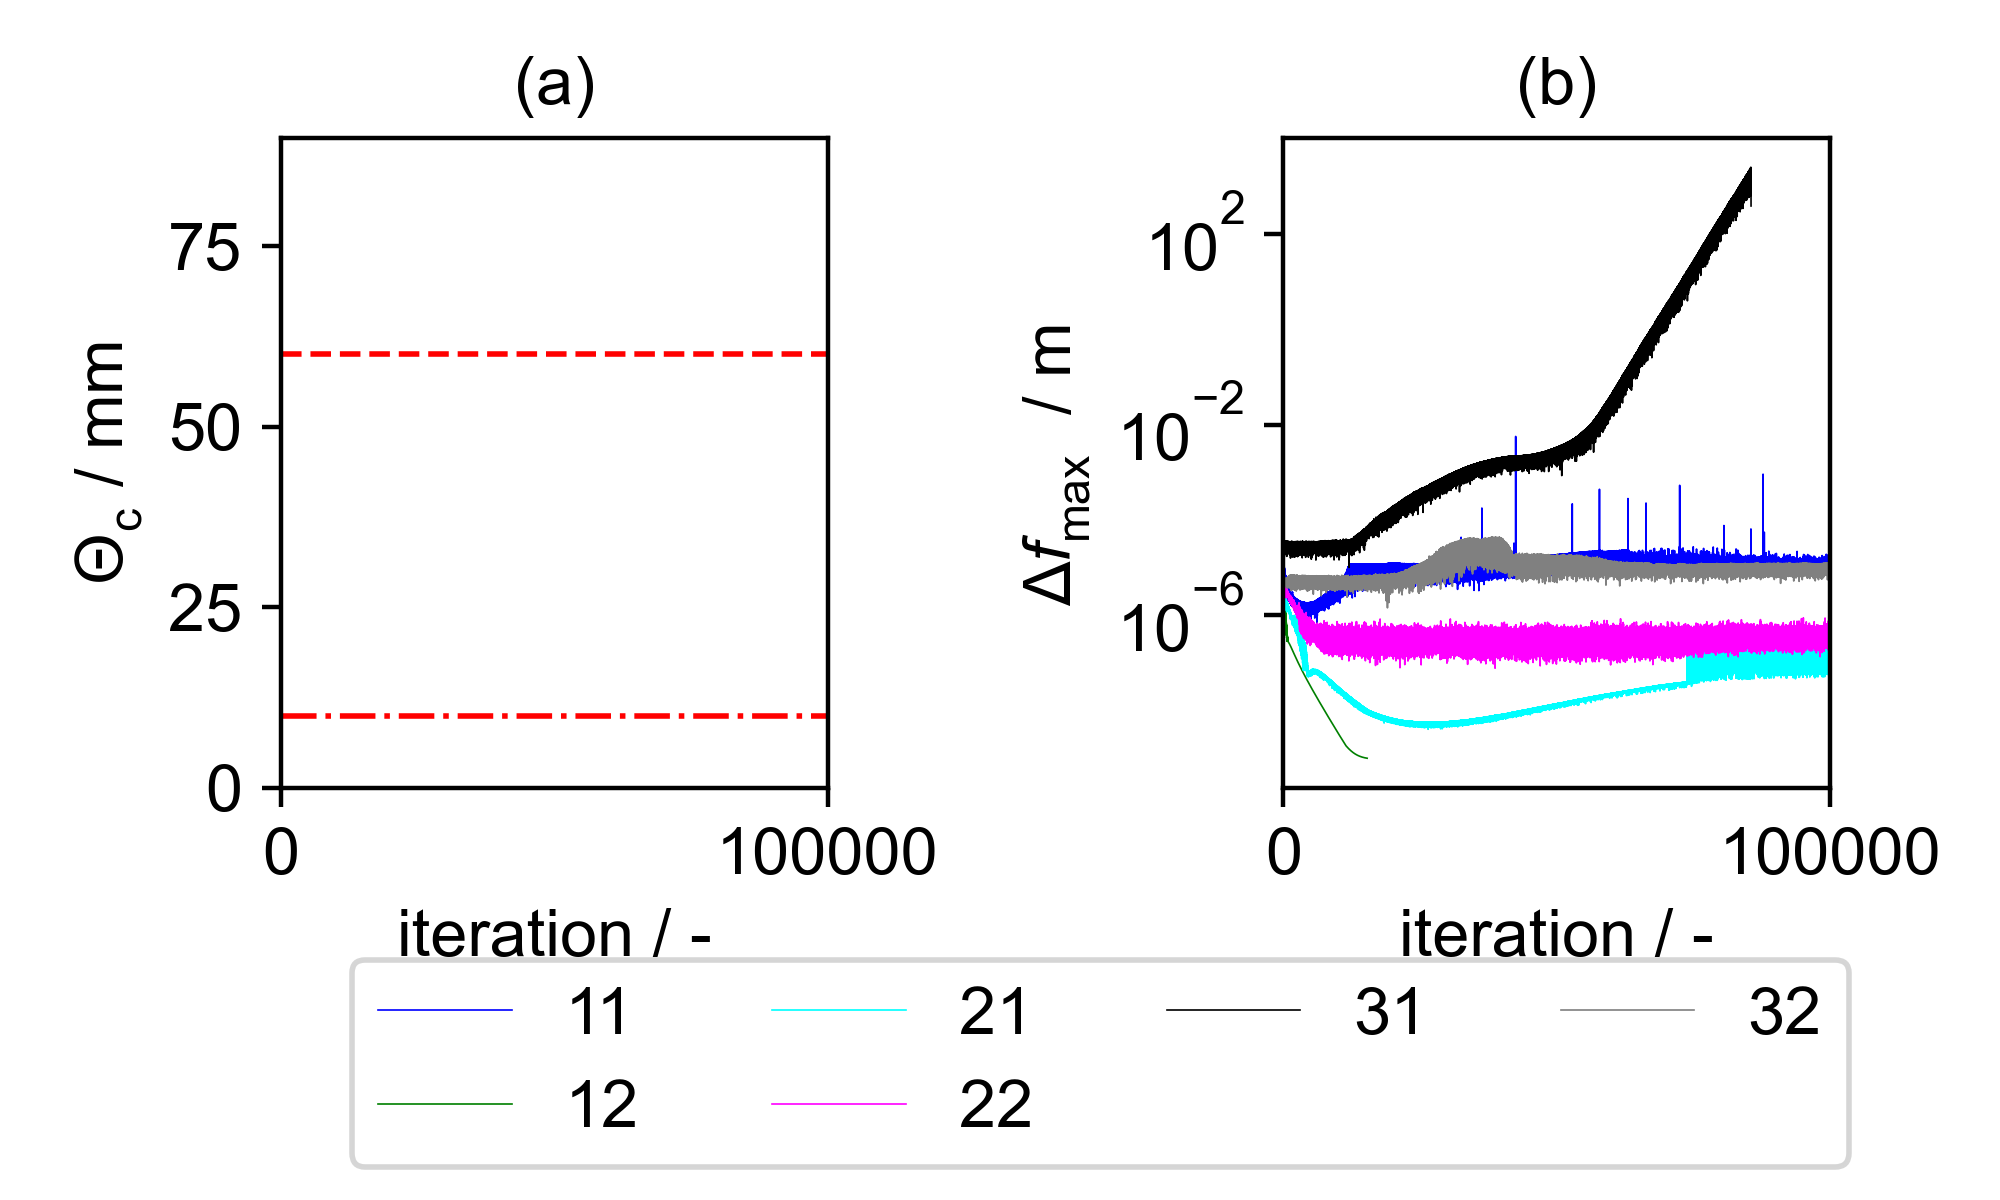 (a)
(b)
75
50
25
0
Θc / mm
0
100000
iteration / -
10^2
10^−2
10^−6
Δfmax / m
0
100000
iteration / -
11
21
31
32
12
22